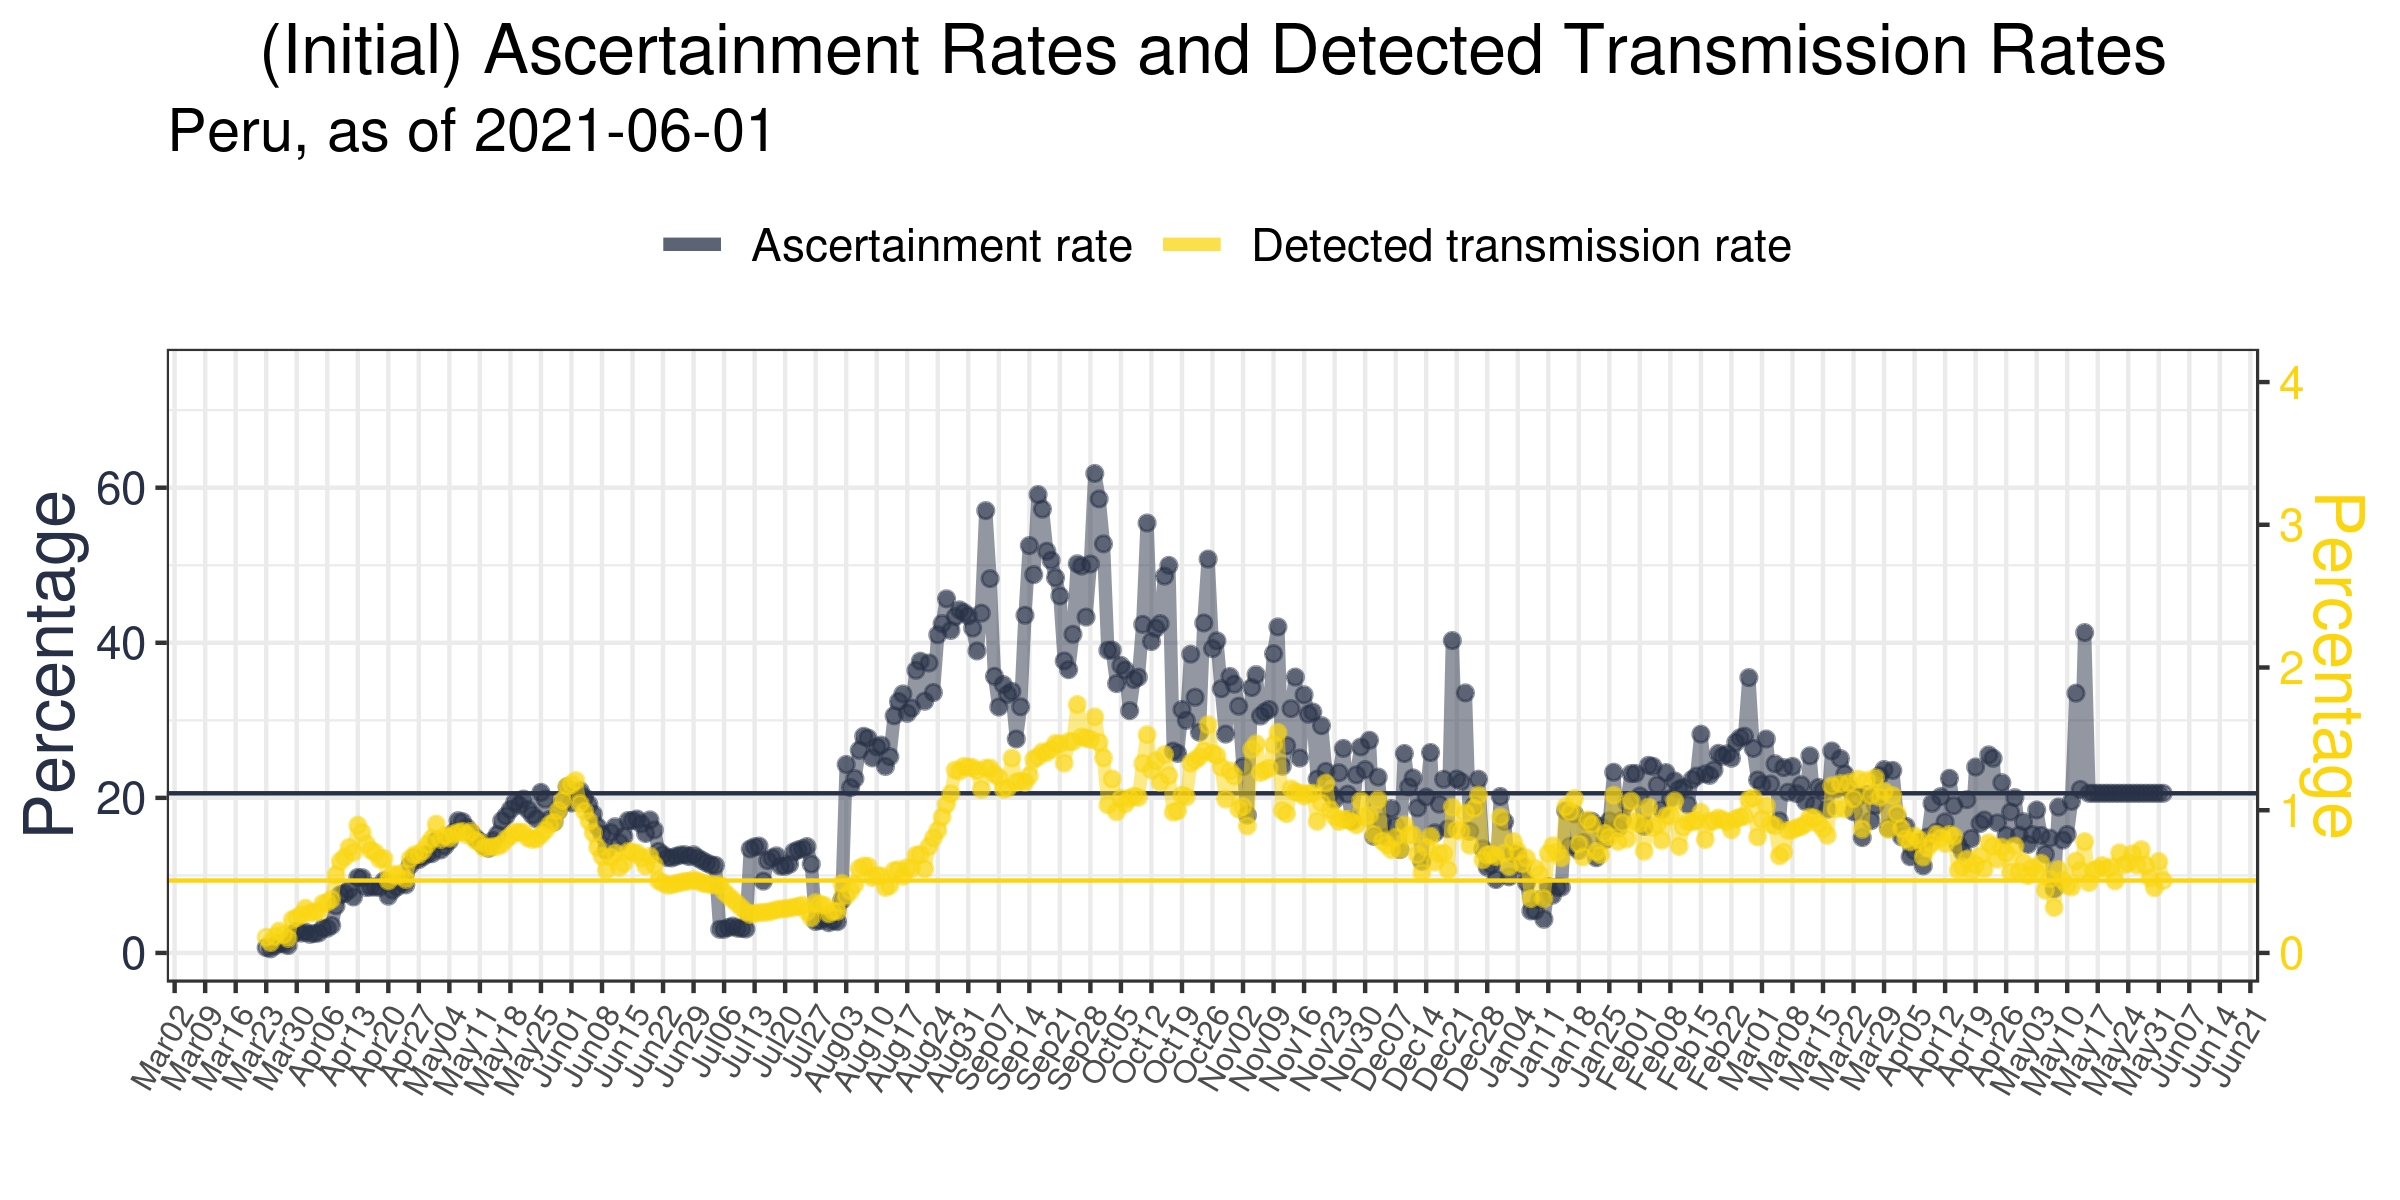 (Initial) Ascertainment Rates and Detected Transmission Rates
Peru, as of 2021-06-01
Ascertainment rate
Detected transmission rate
Percentage
60
40
20
0
4
3
2
1
0
Percentage
Mar02
Mar09
Mar16
Mar23
Mar30
Apr06
Apr13
Apr20
Apr27
May04
May11
May18
May25
Jun01
Jun08
Jun15
Jun22
Jun29
Jul06
Jul13
Jul20
Jul27
Aug03
Aug10
Aug17
Aug24
Aug31
Sep07
Sep14
Sep21
Sep28
Oct05
Oct12
Oct19
Oct26
Nov02
Nov09
Nov16
Nov23
Nov30
Dec07
Dec14
Dec21
Dec28
Jan04
Jan11
Jan18
Jan25
Feb01
Feb08
Feb15
Feb22
Mar01
Mar08
Mar15
Mar22
Mar29
Apr05
Apr12
Apr19
Apr26
May03
May10
May17
May24
May31
Jun07
Jun14
Jun21